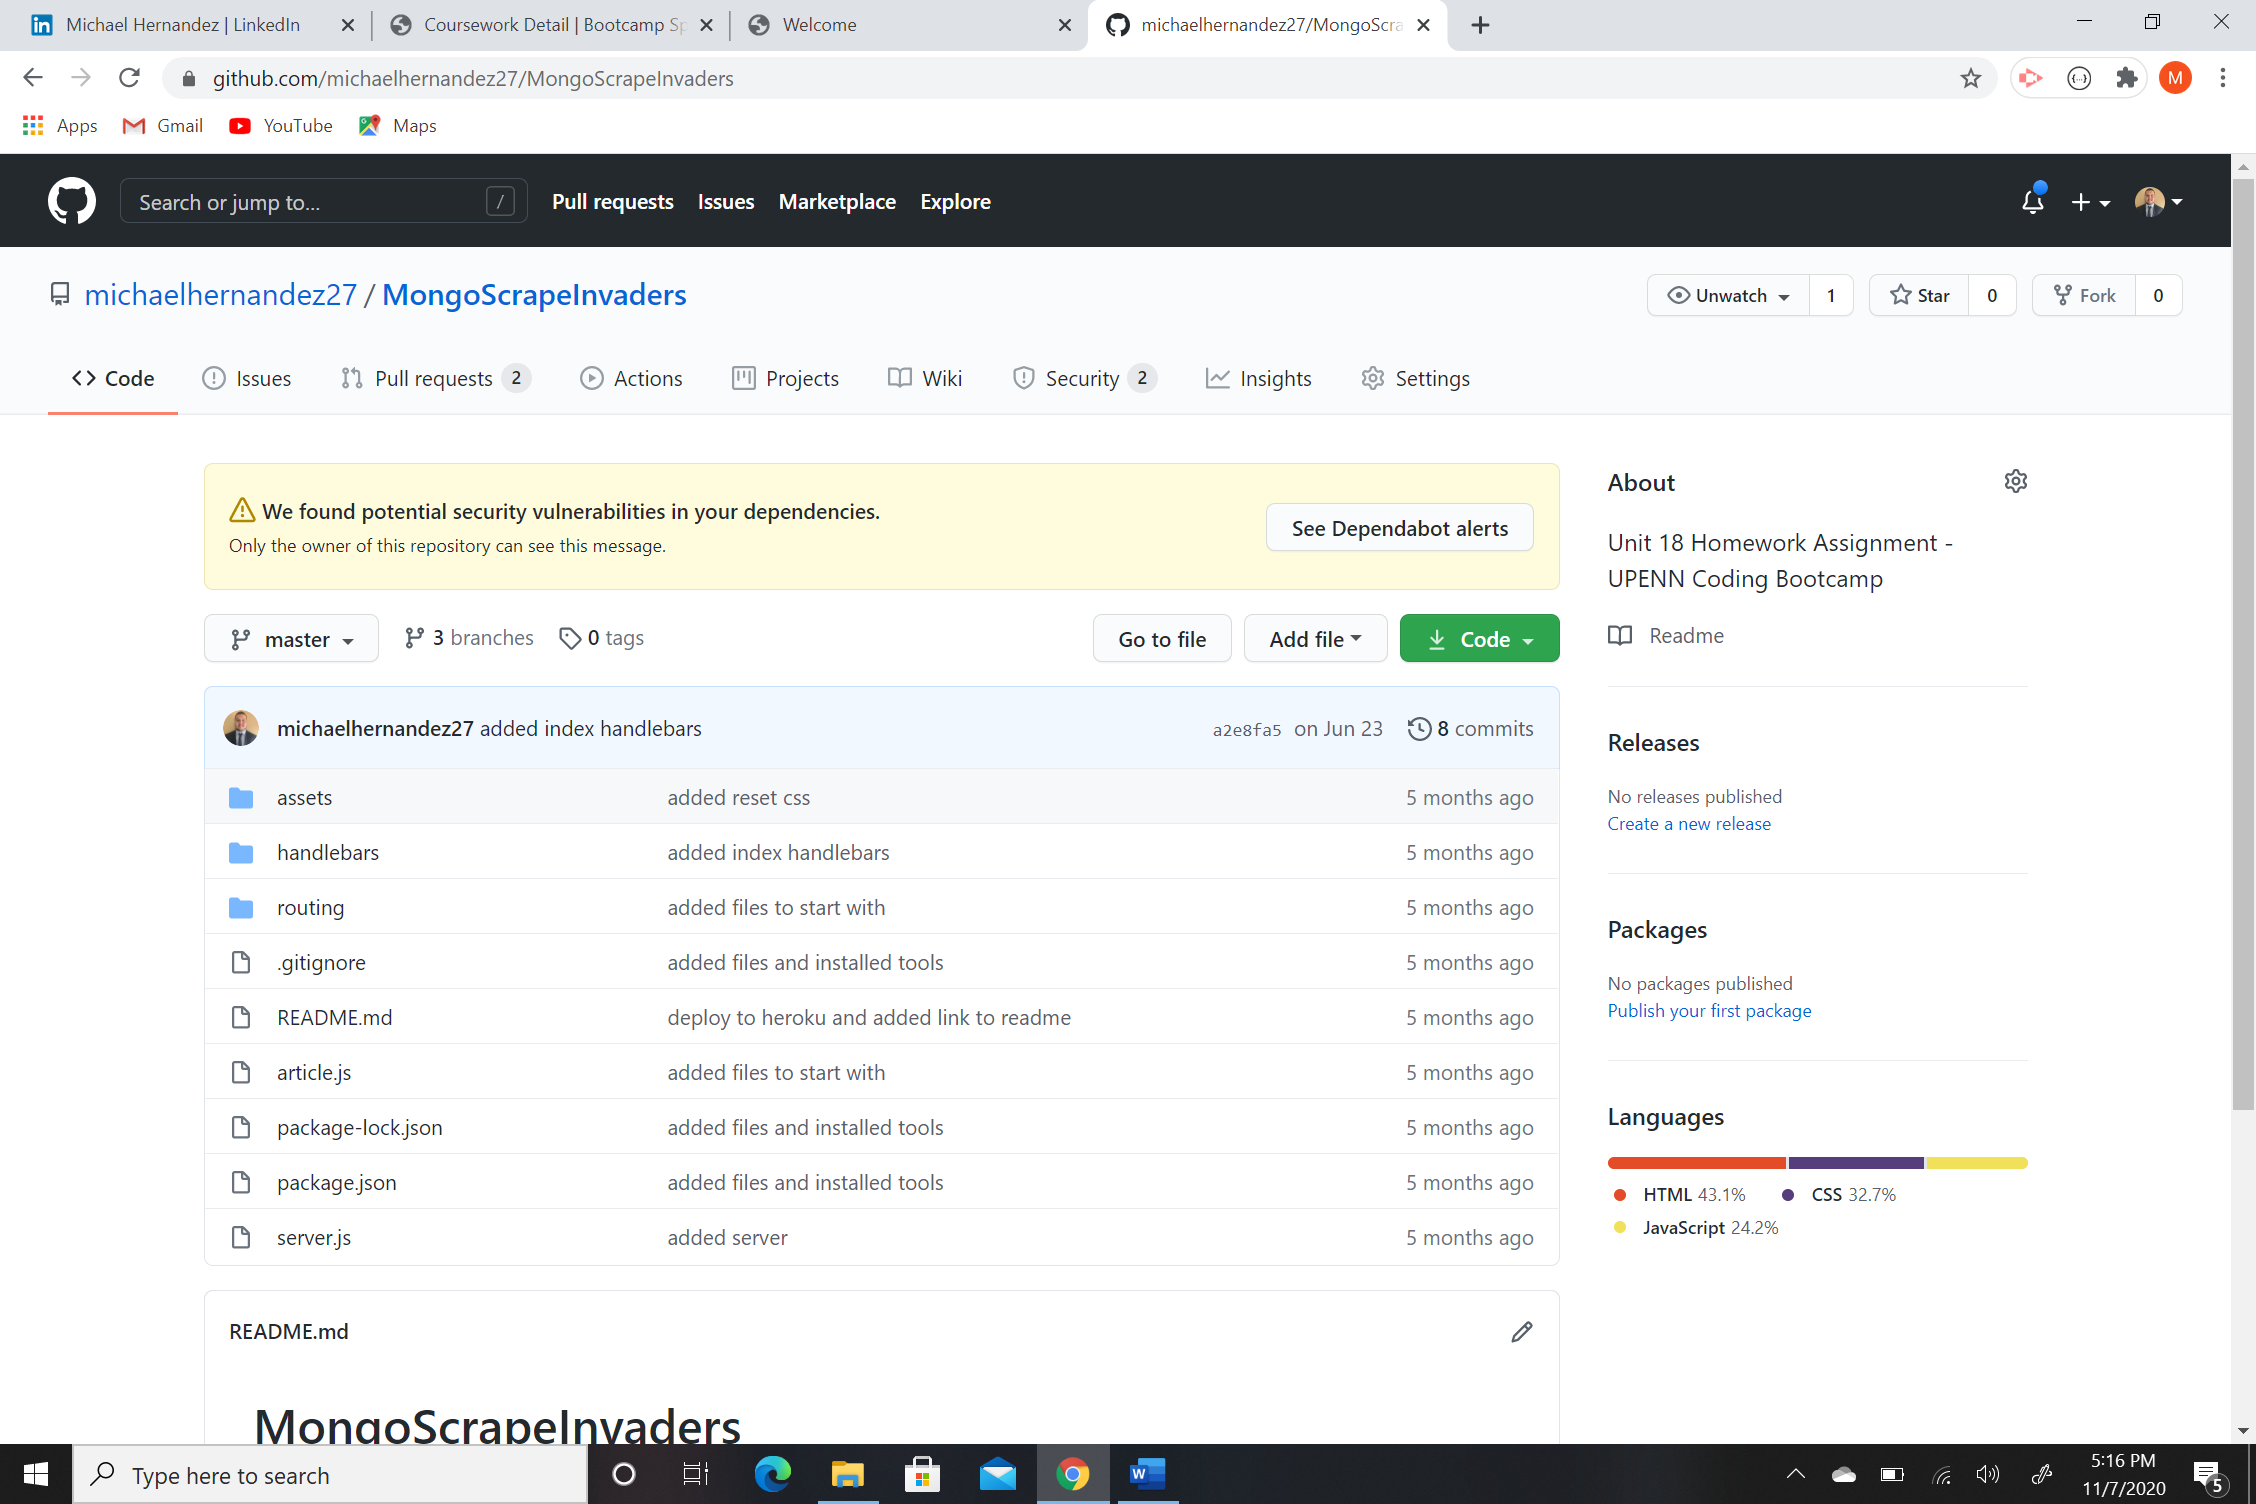 Michael Hernandez | LinkedIn
Coursework Detail | Bootcamp Sp
Welcome
michaelhernandez27/MongoScra
github.com/michaelhernandez27/MongoScrapeInvaders
M
Apps
Gmail
YouTube
Maps
Search or jump to...
/
Pull requests
Issues
Marketplace
Explore
michaelhernandez27 / MongoScrapeInvaders
Unwatch 1
Star 0
Fork 0
Code
Issues
Pull requests 2
Actions
Projects
Wiki
Security 2
Insights
Settings
We found potential security vulnerabilities in your dependencies.
Only the owner of this repository can see this message.
See Dependabot alerts
master
3 branches
0 tags
Go to file
Add file
Code
michaelhernandez27 added index handlebars a2e8fa5 on Jun 23 8 commits
assets added reset css 5 months ago
handlebars added index handlebars 5 months ago
routing added files to start with 5 months ago
.gitignore added files and installed tools 5 months ago
README.md deploy to heroku and added link to readme 5 months ago
article.js added files to start with 5 months ago
package-lock.json added files and installed tools 5 months ago
package.json added files and installed tools 5 months ago
server.js added server 5 months ago
README.md
MongoScrapeInvaders
About
Unit 18 Homework Assignment -
UPENN Coding Bootcamp
Readme
Releases
No releases published
Create a new release
Packages
No packages published
Publish your first package
Languages
HTML 43.1% CSS 32.7%
JavaScript 24.2%
Type here to search
W
5:16 PM
11/7/2020
5